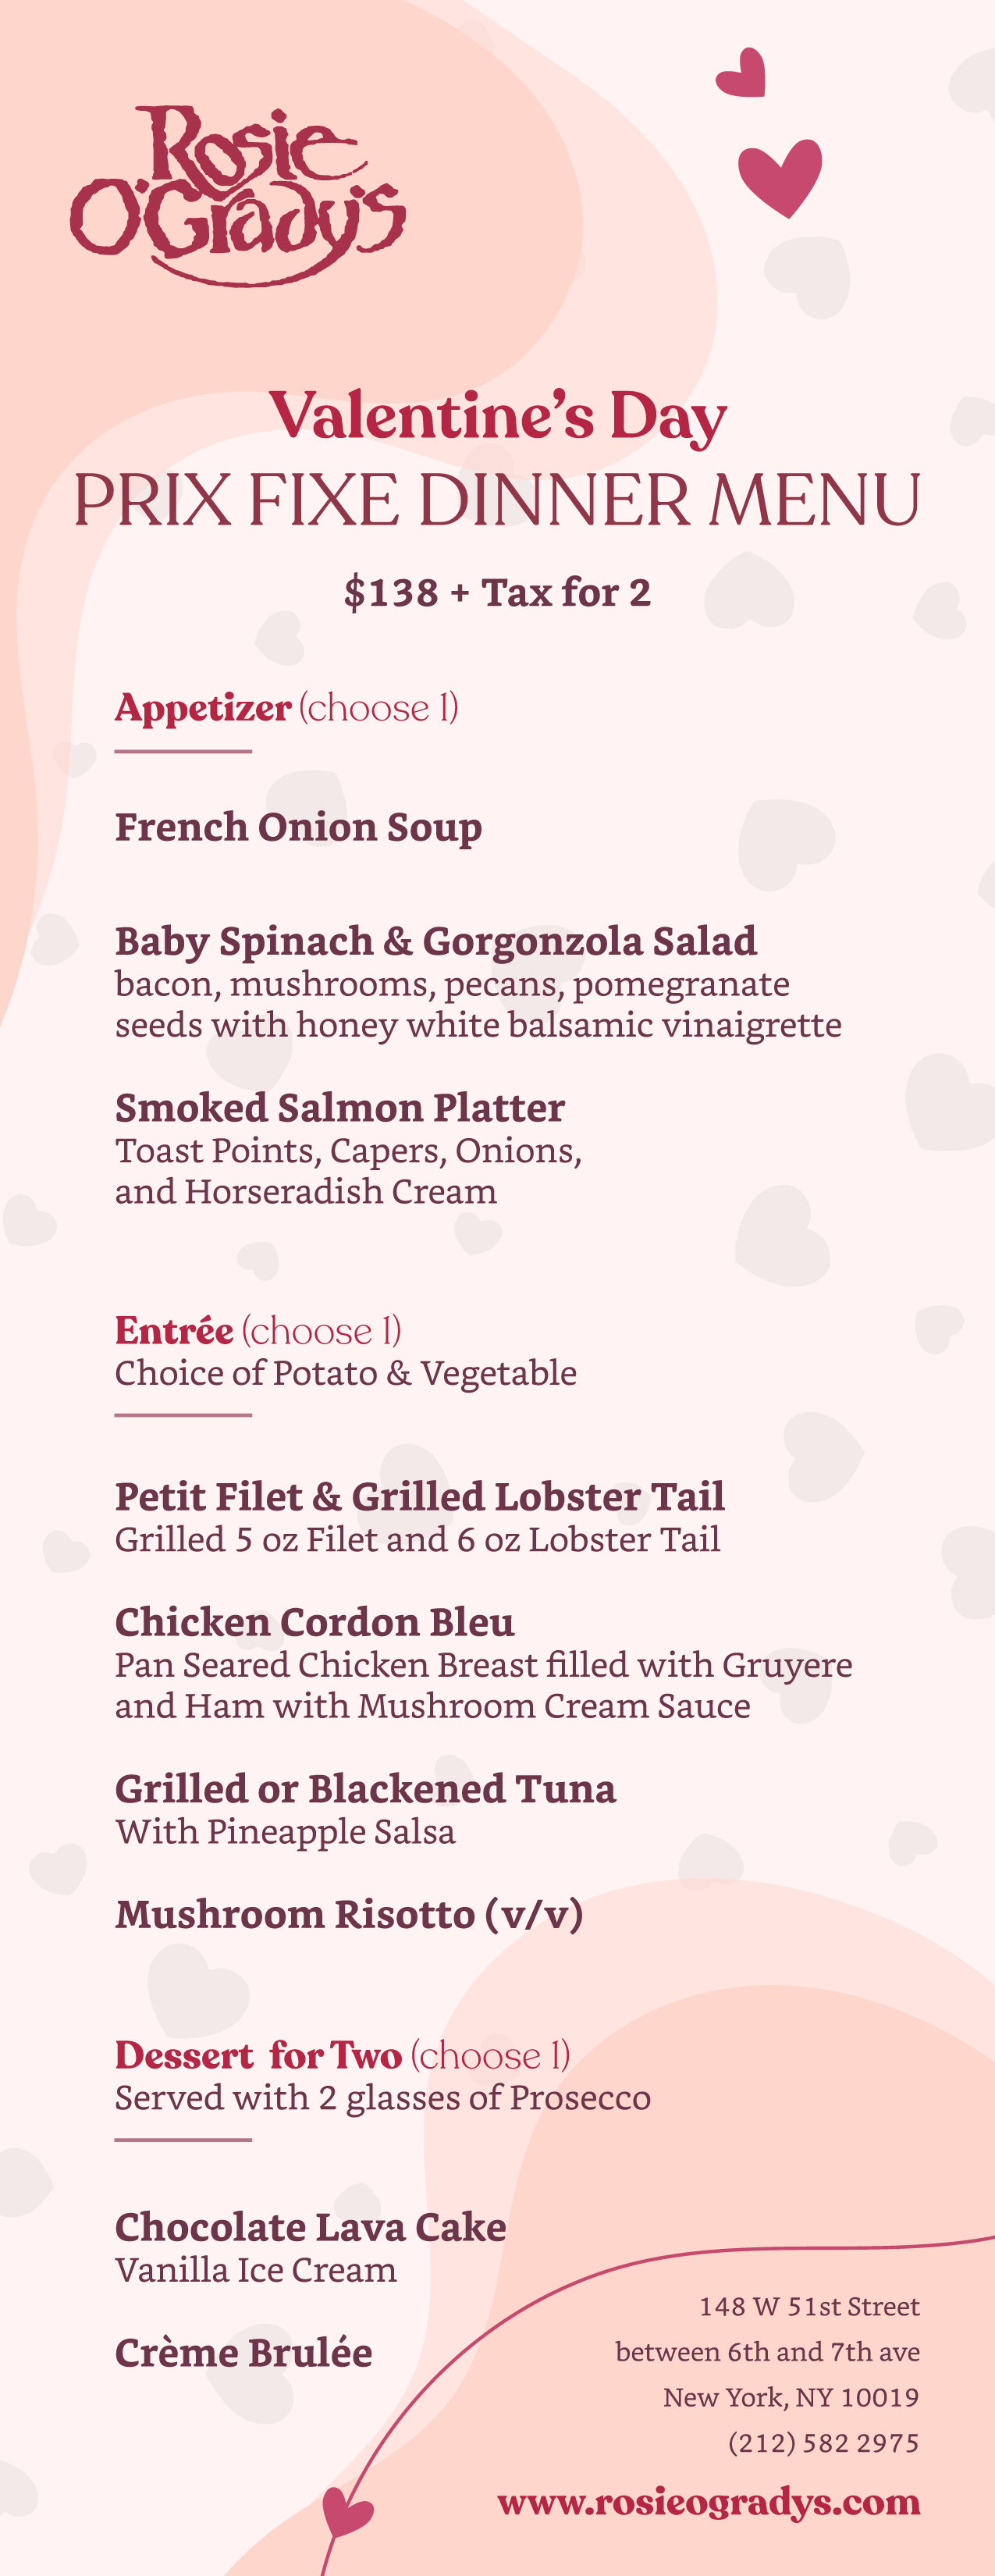 Rosie
O'Grady's
Valentine’s Day
PRIX FIXE DINNER MENU
$138 + Tax for 2
Appetizer (choose 1)
French Onion Soup
Baby Spinach & Gorgonzola Salad
bacon, mushrooms, pecans, pomegranate
seeds with honey white balsamic vinaigrette
Smoked Salmon Platter
Toast Points, Capers, Onions,
and Horseradish Cream
Entrée (choose 1)
Choice of Potato & Vegetable
Petit Filet & Grilled Lobster Tail
Grilled 5 oz Filet and 6 oz Lobster Tail
Chicken Cordon Bleu
Pan Seared Chicken Breast filled with Gruyere
and Ham with Mushroom Cream Sauce
Grilled or Blackened Tuna
With Pineapple Salsa
Mushroom Risotto (v/v)
Dessert for Two (choose 1)
Served with 2 glasses of Prosecco
Chocolate Lava Cake
Vanilla Ice Cream
Crème Brulée
148 W 51st Street
between 6th and 7th ave
New York, NY 10019
(212) 582 2975
www.rosieogradys.com